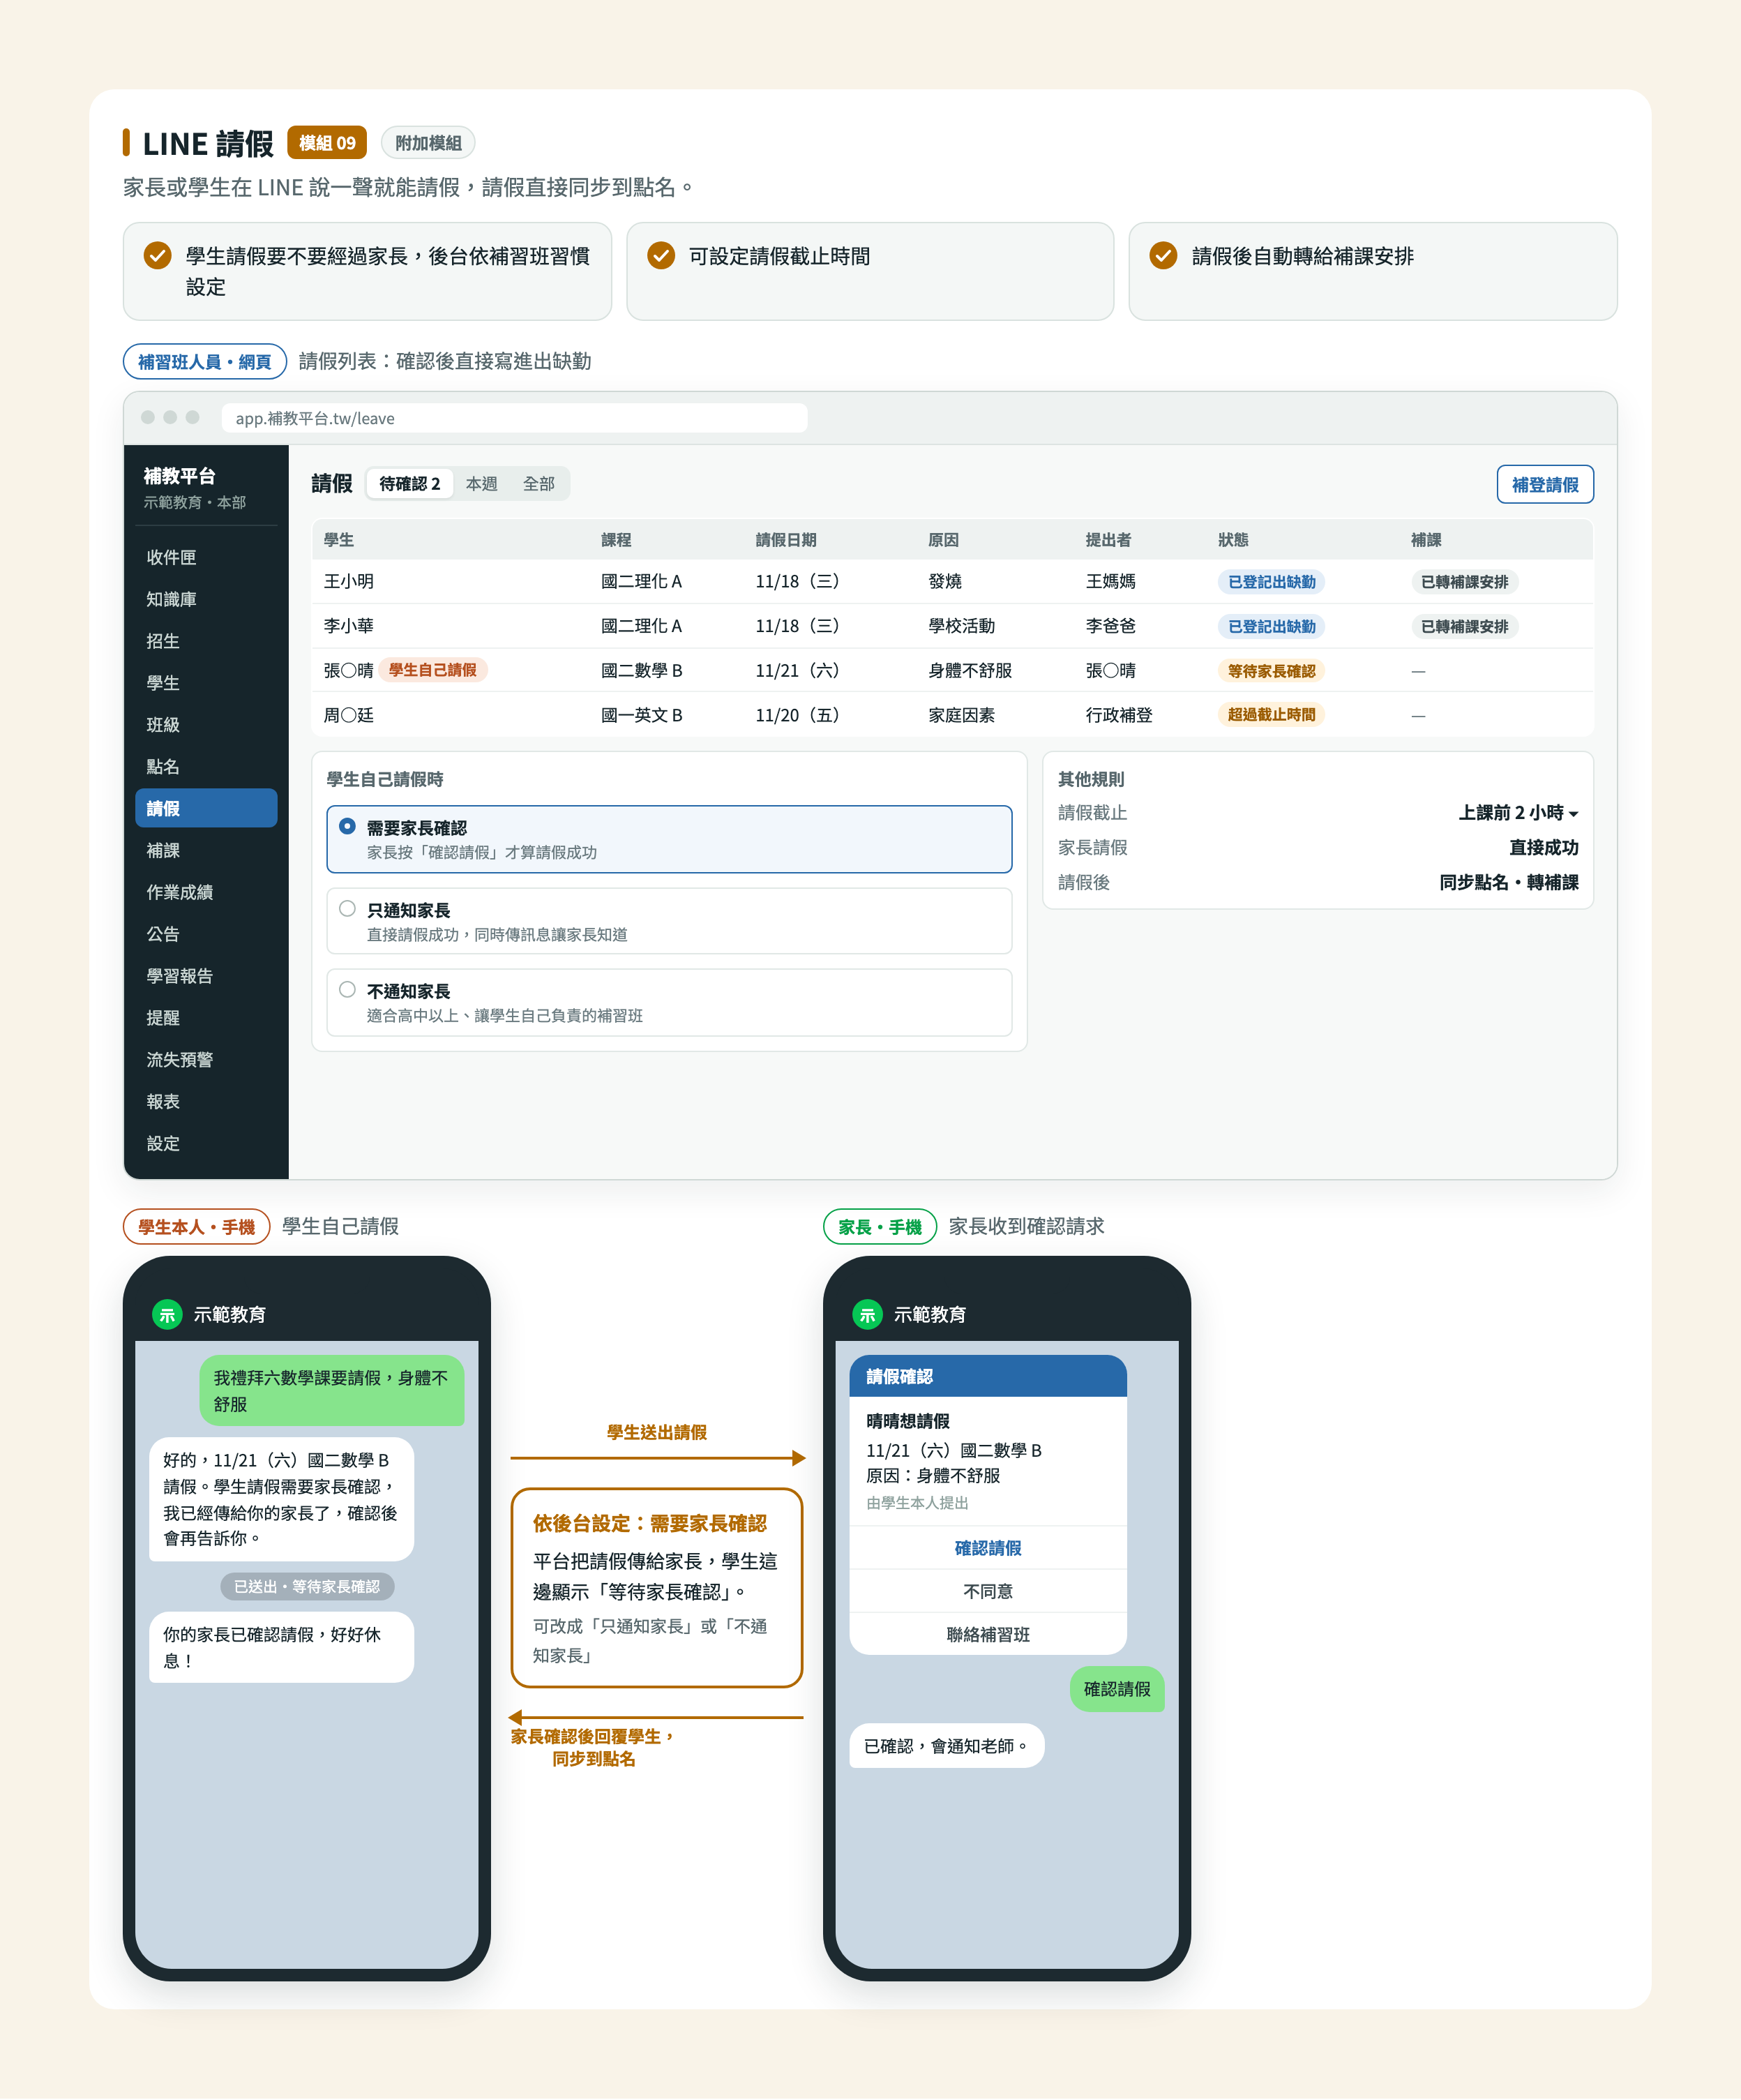 LINE 請假 模組 09 附加模組
家長或學生在 LINE 說一聲就能請假，請假直接同步到點名。
學生請假要不要經過家長，後台依補習班習慣
設定
可設定請假截止時間
請假後自動轉給補課安排
補習班人員・網頁 請假列表：確認後直接寫進出缺勤
app.補教平台.tw/leave
補教平台
示範教育・本部
收件匣
知識庫
招生
學生
班級
點名
請假
補課
作業成績
公告
學習報告
提醒
流失預警
報表
設定
請假 待確認 2 本週 全部 補登請假
學生 課程 請假日期 原因 提出者 狀態 補課
王小明 國二理化 A 11/18（三） 發燒 王媽媽 已登記出缺勤 已轉補課安排
李小華 國二理化 A 11/18（三） 學校活動 李爸爸 已登記出缺勤 已轉補課安排
張○晴 學生自己請假 國二數學 B 11/21（六） 身體不舒服 張○晴 等待家長確認 —
周○廷 國一英文 B 11/20（五） 家庭因素 行政補登 超過截止時間 —
學生自己請假時
需要家長確認
家長按「確認請假」才算請假成功
只通知家長
直接請假成功，同時傳訊息讓家長知道
不通知家長
適合高中以上、讓學生自己負責的補習班
其他規則
請假截止 上課前 2 小時
家長請假 直接成功
請假後 同步點名・轉補課
學生本人・手機 學生自己請假
示 示範教育
我禮拜六數學課要請假，身體不
舒服
好的，11/21（六）國二數學 B
請假。學生請假需要家長確認，
我已經傳給你的家長了，確認後
會再告訴你。
已送出・等待家長確認
你的家長已確認請假，好好休
息！
學生送出請假
依後台設定：需要家長確認
平台把請假傳給家長，學生這
邊顯示「等待家長確認」。
可改成「只通知家長」或「不通
知家長」
家長確認後回覆學生，
同步到點名
家長・手機 家長收到確認請求
示 示範教育
請假確認
晴晴想請假
11/21（六）國二數學 B
原因：身體不舒服
由學生本人提出
確認請假
不同意
聯絡補習班
確認請假
已確認，會通知老師。